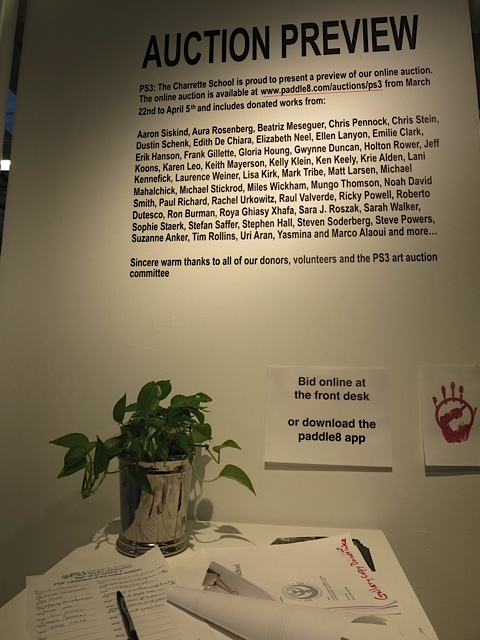 AUCTION PREVIEW
PS3: The Charrette School is proud to present a preview of our online auction.
The online auction is available at www.paddle8.com/auctions/ps3 from March
22nd to April 5th and includes donated works from:
Aaron Siskind, Aura Rosenberg, Beatriz Meseguer, Chris Pennock, Chris Stein,
Dustin Schenk, Edith De Chiara, Elizabeth Neel, Ellen Lanyon, Emilie Clark,
Erik Hanson, Frank Gillette, Gloria Houng, Gwynne Duncan, Holton Rower, Jeff
Koons, Karen Leo, Keith Mayerson, Kelly Klein, Ken Keely, Krie Alden, Lani
Kennefick, Laurence Weiner, Lisa Kirk, Mark Tribe, Matt Larsen, Michael
Mahalchick, Michael Stickrod, Miles Wickham, Mungo Thomson, Noah David
Smith, Paul Richard, Rachel Urkowitz, Raul Valverde, Ricky Powell, Roberto
Dutesco, Ron Burman, Roya Ghiasy Xhafa, Sara J. Roszak, Sarah Walker,
Sophie Staerk, Stefan Saffer, Stephen Hall, Steven Soderberg, Steve Powers,
Suzanne Anker, Tim Rollins, Uri Aran, Yasmina and Marco Alaoui and more...
Sincere warm thanks to all of our donors, volunteers and the PS3 art auction
committee
Bid online at
the front desk
or download the
paddle8 app
PS3
Gallery Copy